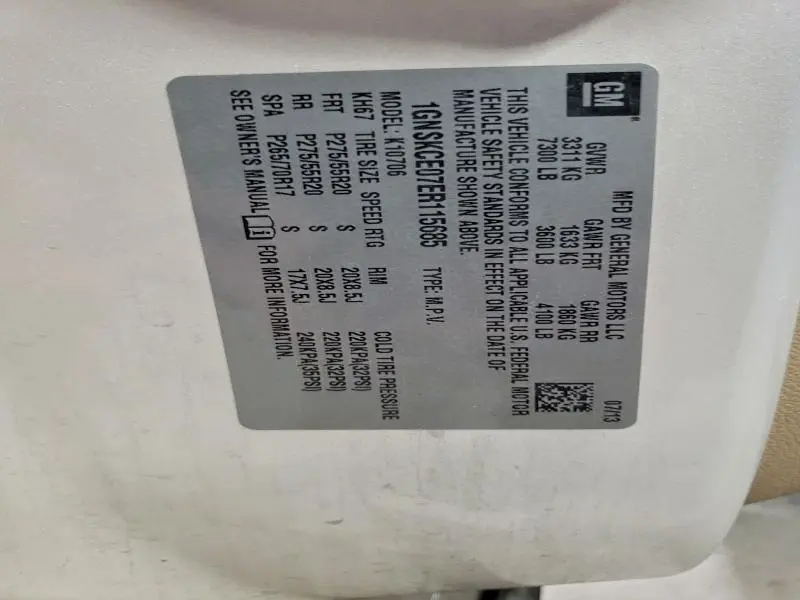 GM®
MFD BY GENERAL MOTORS LLC 07/13
GVWR GAWR FRT GAWR RR
3311 KG 1633 KG 1860 KG
7300 LB 3600 LB 4100 LB
THIS VEHICLE CONFORMS TO ALL APPLICABLE U.S. FEDERAL MOTOR
VEHICLE SAFETY STANDARDS IN EFFECT ON THE DATE OF
MANUFACTURE SHOWN ABOVE.
1GNSKCE07ER115685 TYPE: M.P.V.
MODEL: K10706
KH67 TIRE SIZE SPEED RTG RIM COLD TIRE PRESSURE
FRT P275/55R20 S 20X8.5J 220KPA(32PSI)
RR P275/55R20 S 20X8.5J 220KPA(32PSI)
SPA P265/70R17 S 17X7.5J 240KPA(35PSI)
SEE OWNER'S MANUAL FOR MORE INFORMATION.